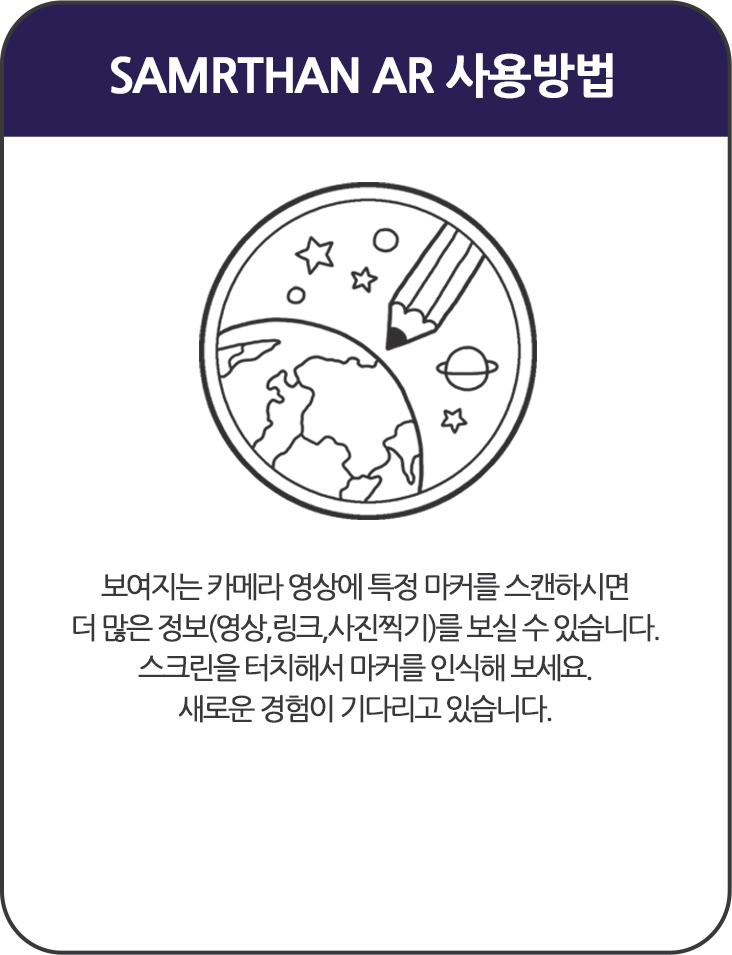 SAMRTHAN AR 사용방법
보여지는 카메라 영상에 특정 마커를 스캔하시면
더 많은 정보(영상,링크,사진찍기)를 보실 수 있습니다.
스크린을 터치해서 마커를 인식해 보세요.
새로운 경험이 기다리고 있습니다.